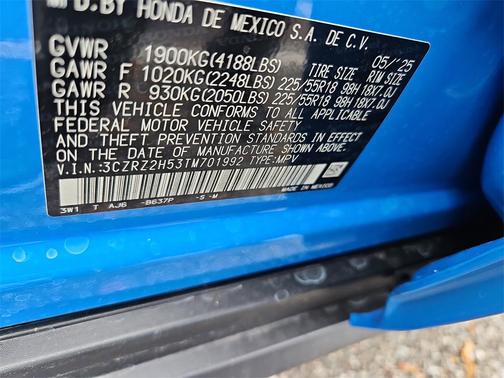 MFD.BY HONDA DE MEXICO S.A. DE C.V.
05/'25
GVWR 1900KG(4188LBS) TIRE SIZE RIM SIZE
GAWR F 1020KG(2248LBS) 225/55R18 98H 18X7.0J
GAWR R 930KG(2050LBS) 225/55R18 98H 18X7.0J
THIS VEHICLE CONFORMS TO ALL APPLICABLE
FEDERAL MOTOR VEHICLE SAFETY
AND THEFT PREVENTION STANDARDS IN EFFECT
ON THE DATE OF MANUFACTURE SHOWN ABOVE.
V.I.N.:3CZRZ2H53TM701992 TYPE:MPV
MADE IN MEXICO
3W1 T AJ6 -B637P -S -M